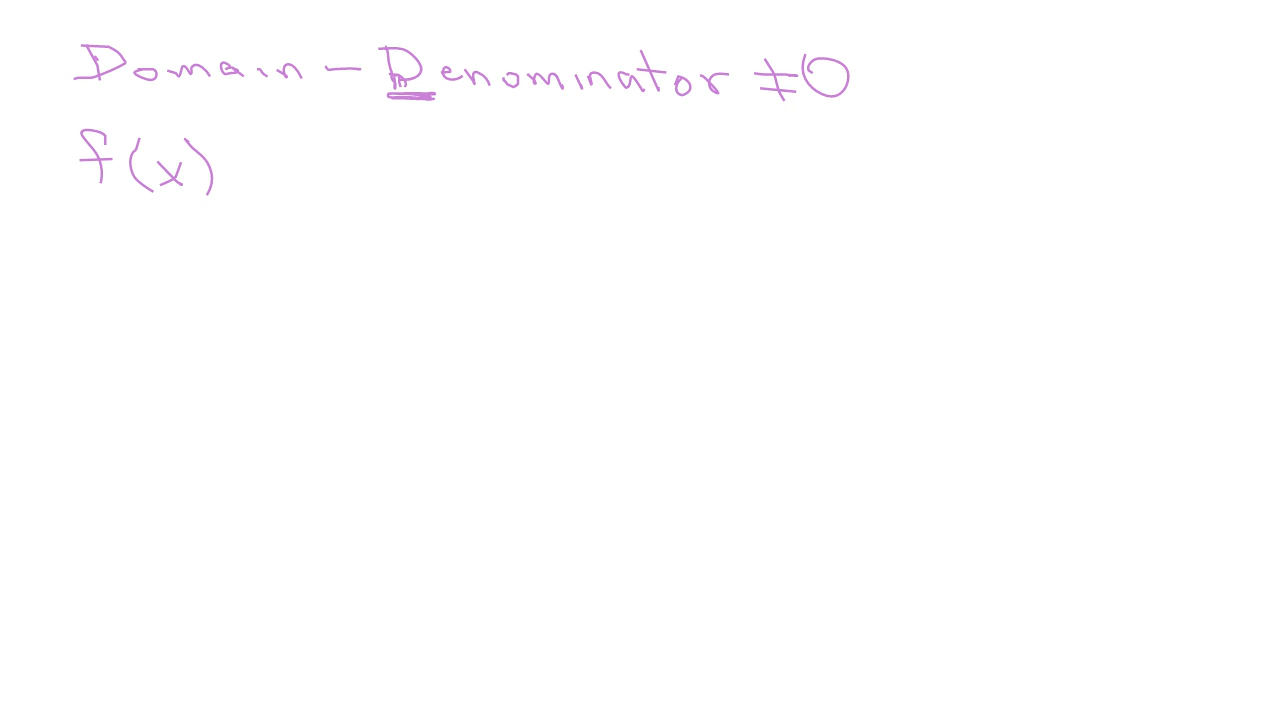 Domain - Denominator ≠0
f(x)